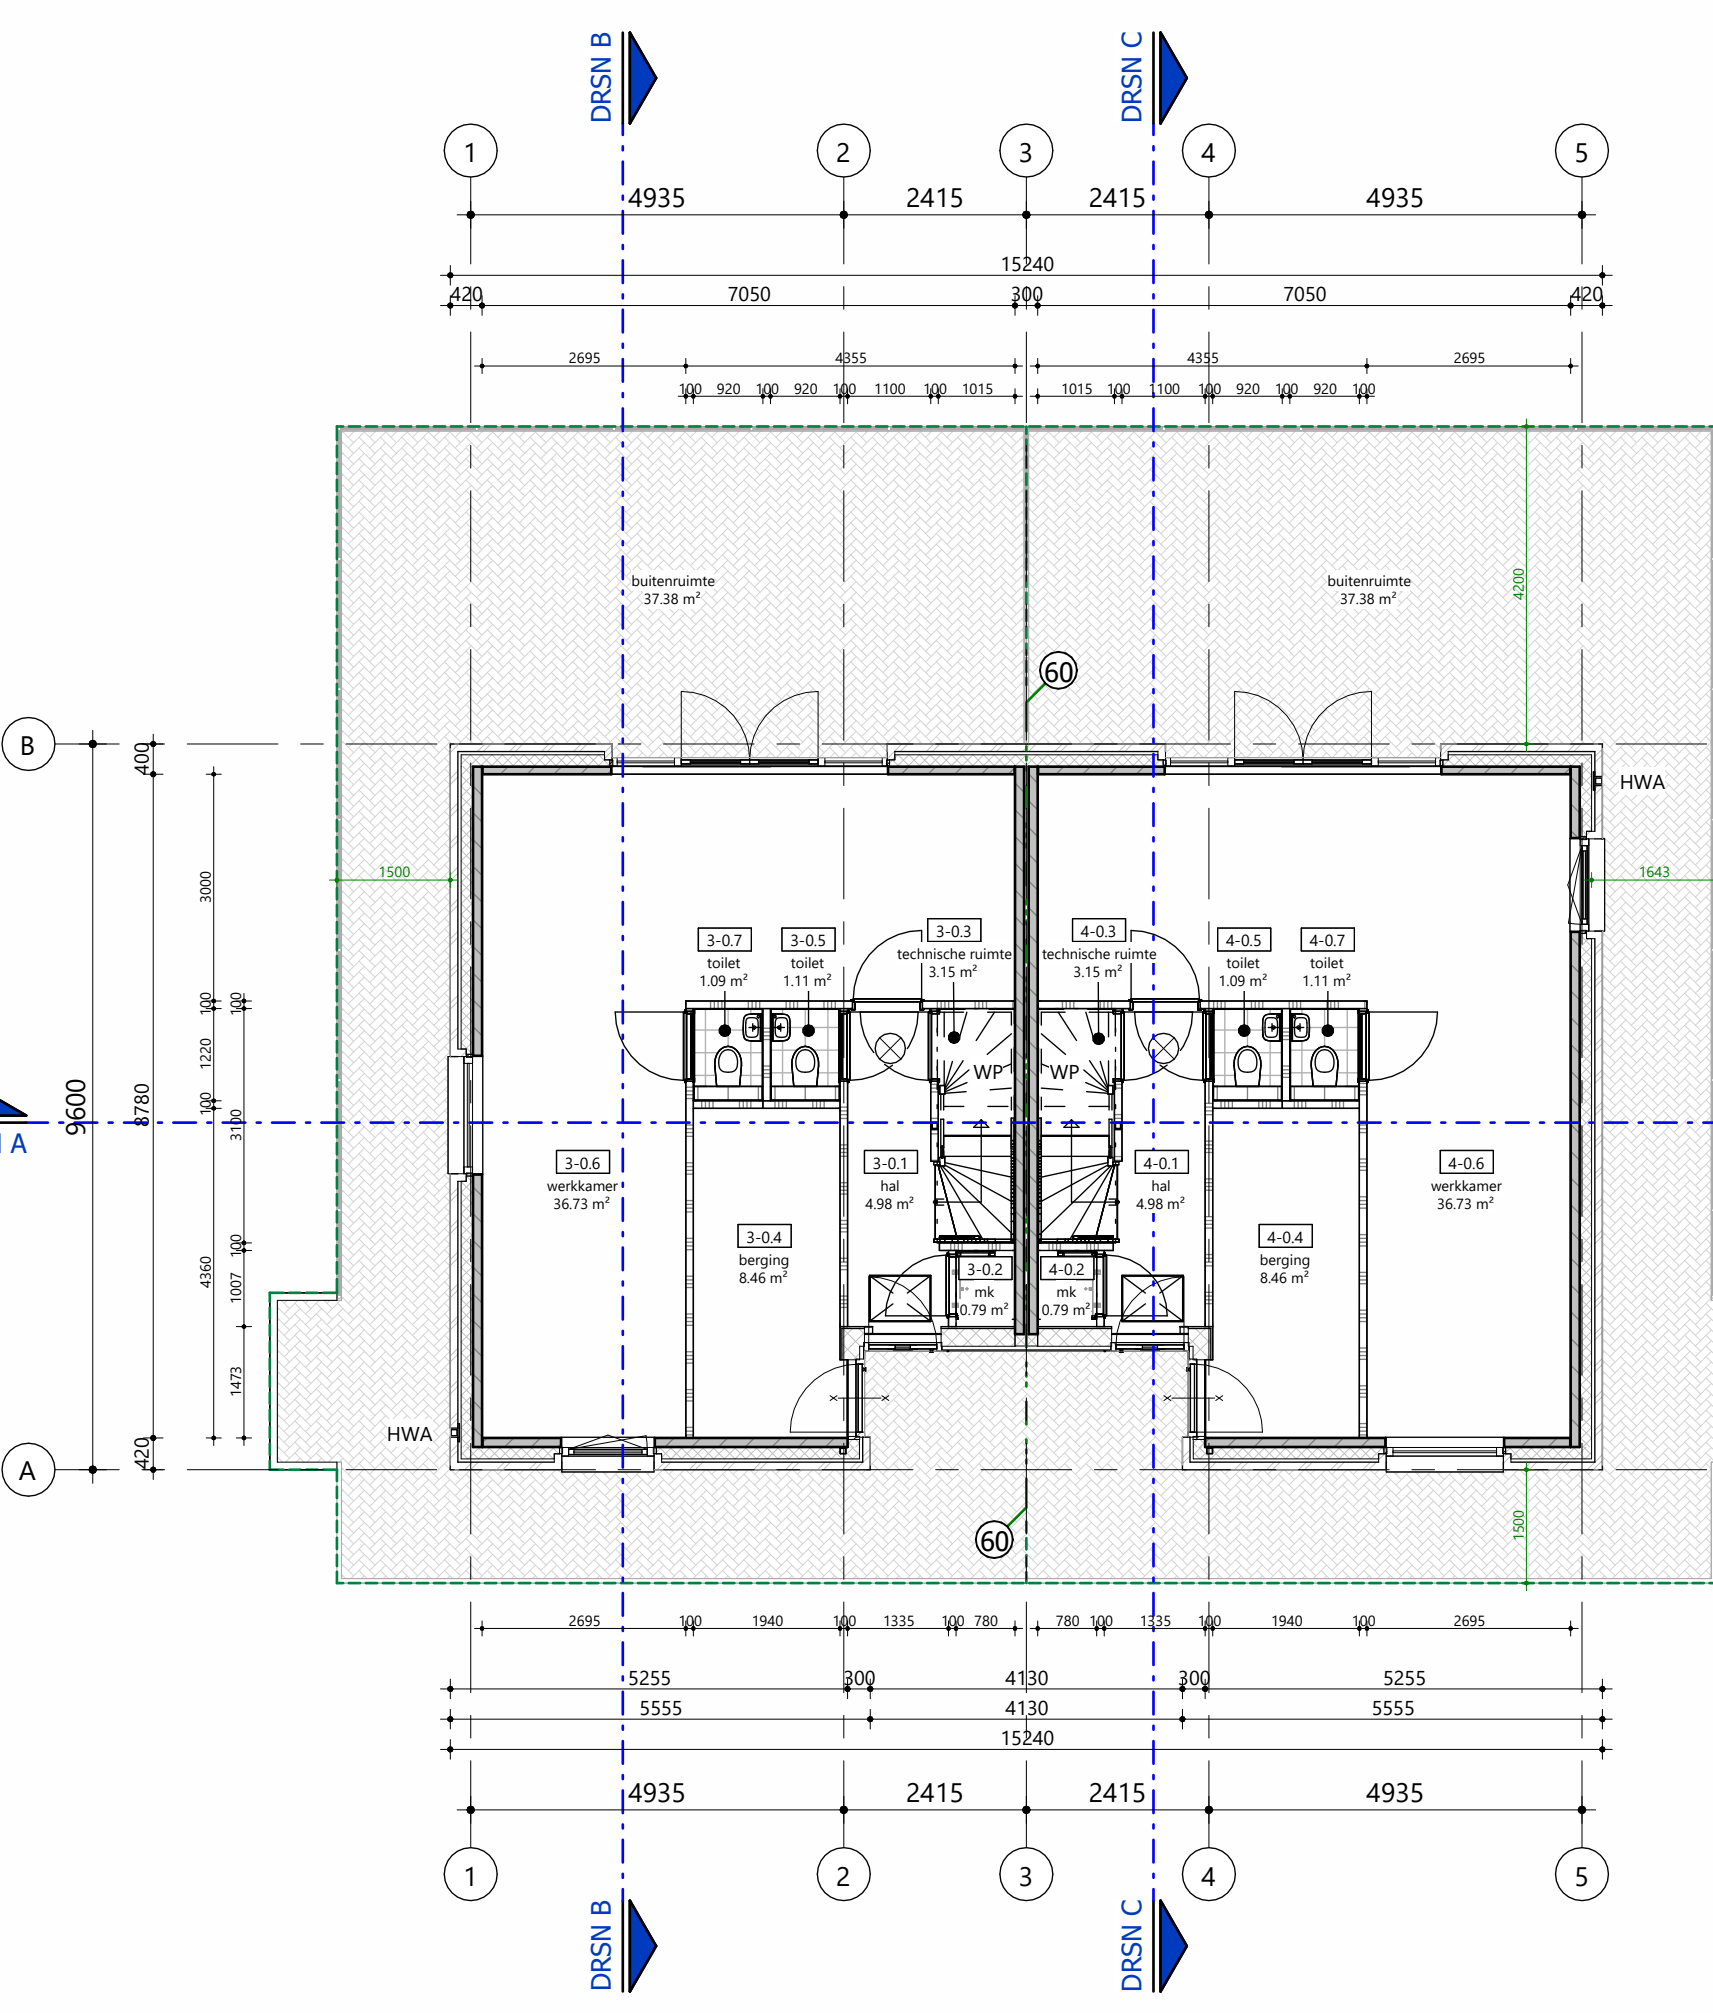 DRSN B
DRSN C
1
2
3
4
5
4935
2415
2415
4935
15240
420
7050
300
7050
420
2695
4355
4355
2695
100
920
100
920
100
1100
100
1015
1015
100
1100
100
920
100
920
100
buitenruimte
37.38 m²
buitenruimte
37.38 m²
4200
60
B
400
HWA
1500
1643
3000
9600
8780
100
100
1220
100
3100
4360
100
1007
1473
420
A
A
3-0.7
toilet
1.09 m²
3-0.5
toilet
1.11 m²
3-0.3
technische ruimte
3.15 m²
4-0.3
technische ruimte
3.15 m²
4-0.5
toilet
1.09 m²
4-0.7
toilet
1.11 m²
WP
WP
3-0.6
werkkamer
36.73 m²
3-0.1
hal
4.98 m²
4-0.1
hal
4.98 m²
4-0.6
werkkamer
36.73 m²
3-0.4
berging
8.46 m²
4-0.4
berging
8.46 m²
3-0.2
mk
0.79 m²
4-0.2
mk
0.79 m²
HWA
60
1500
2695
100
1940
100
1335
100
780
780
100
1335
100
1940
100
2695
5255
300
4130
300
5255
5555
4130
5555
15240
4935
2415
2415
4935
1
2
3
4
5
DRSN B
DRSN C